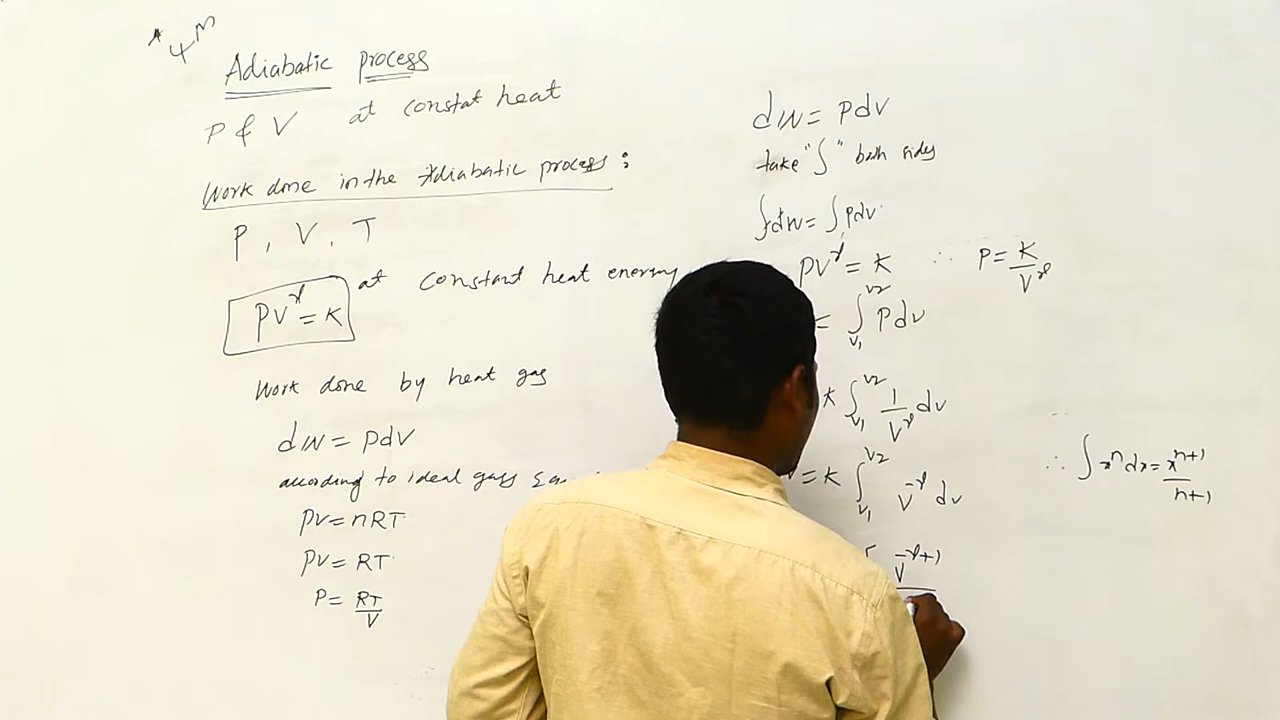 * 4 M
Adiabatic process
P & V at constat heat
Work done in the Adiabatic process :
P, V, T
PV^γ = K at constant heat energy
Work done by heat gas
dW = PdV
according to ideal gass
PV = nRT
PV = RT
P = RT/V
dW = PdV
take "∫" both sides
∫dW = ∫PdV
PV^γ = K ∴ P = K/V^γ
= ∫_{V1}^{V2} PdV
K ∫_{V1}^{V2} 1/V^γ dV
= K ∫_{V1}^{V2} V^{-γ} dV
∴ ∫x^n dx = x^{n+1}/n+1
V^{-γ+1}